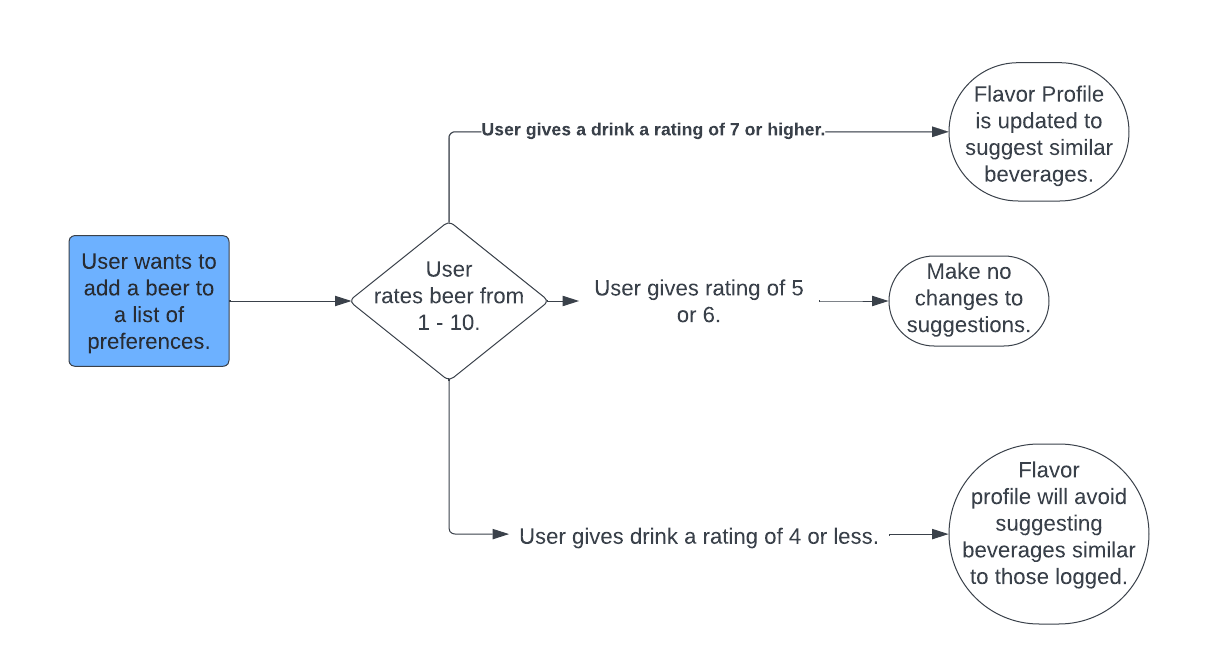 User wants to
add a beer to
a list of
preferences.
User
rates beer from
1 - 10.
User gives a drink a rating of 7 or higher.
Flavor Profile
is updated to
suggest similar
beverages.
User gives rating of 5
or 6.
Make no
changes to
suggestions.
User gives drink a rating of 4 or less.
Flavor
profile will avoid
suggesting
beverages similar
to those logged.